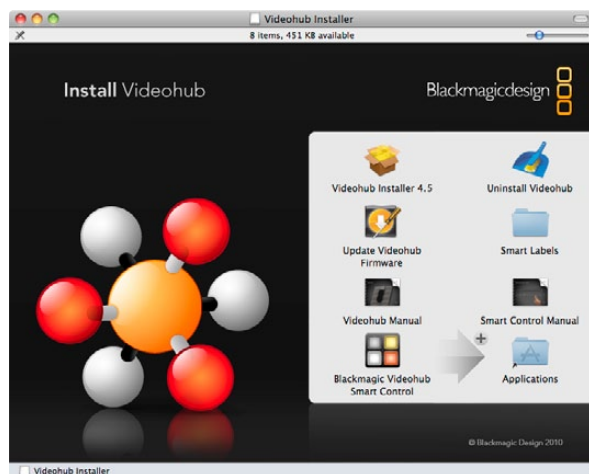 Videohub Installer
8 items, 451 KB available
Install Videohub
Blackmagicdesign
Videohub Installer 4.5
Uninstall Videohub
Update Videohub
Firmware
Smart Labels
Videohub Manual
Smart Control Manual
Blackmagic Videohub
Smart Control
Applications
© Blackmagic Design 2010
Videohub Installer